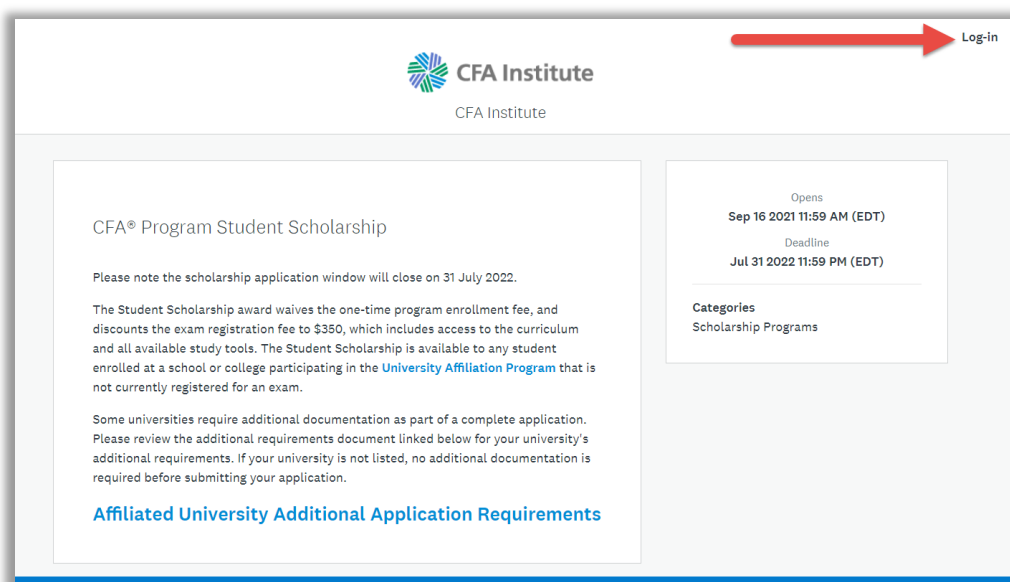 Log-in
CFA Institute
CFA Institute
CFA® Program Student Scholarship
Please note the scholarship application window will close on 31 July 2022.
The Student Scholarship award waives the one-time program enrollment fee, and
discounts the exam registration fee to $350, which includes access to the curriculum
and all available study tools. The Student Scholarship is available to any student
enrolled at a school or college participating in the University Affiliation Program that is
not currently registered for an exam.
Some universities require additional documentation as part of a complete application.
Please review the additional requirements document linked below for your university's
additional requirements. If your university is not listed, no additional documentation is
required before submitting your application.
Affiliated University Additional Application Requirements
Opens
Sep 16 2021 11:59 AM (EDT)
Deadline
Jul 31 2022 11:59 PM (EDT)
Categories
Scholarship Programs